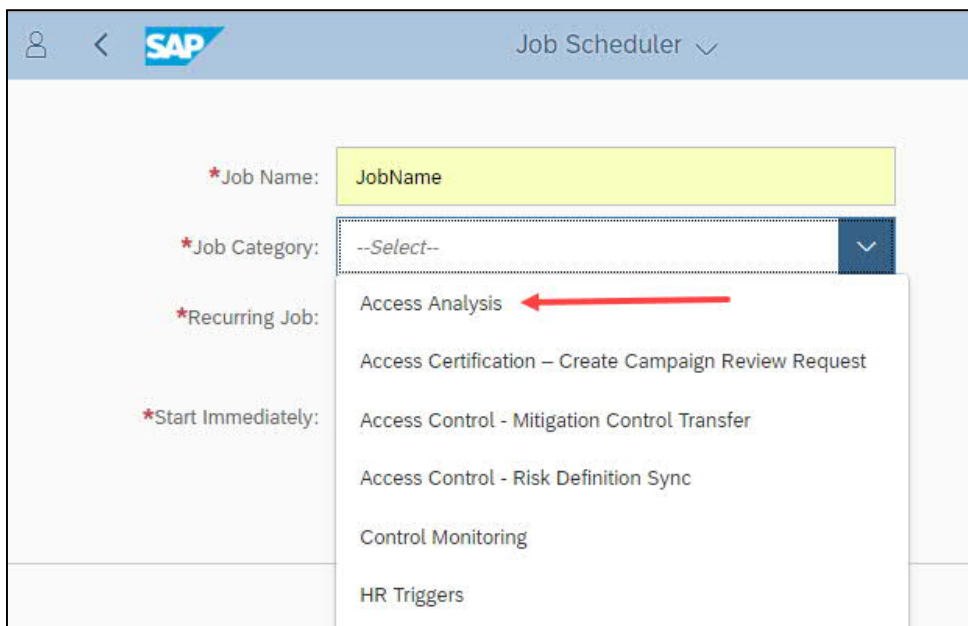 SAP Job Scheduler
*Job Name: JobName
*Job Category: --Select--
Access Analysis
*Recurring Job:
Access Certification – Create Campaign Review Request
*Start Immediately:
Access Control - Mitigation Control Transfer
Access Control - Risk Definition Sync
Control Monitoring
HR Triggers